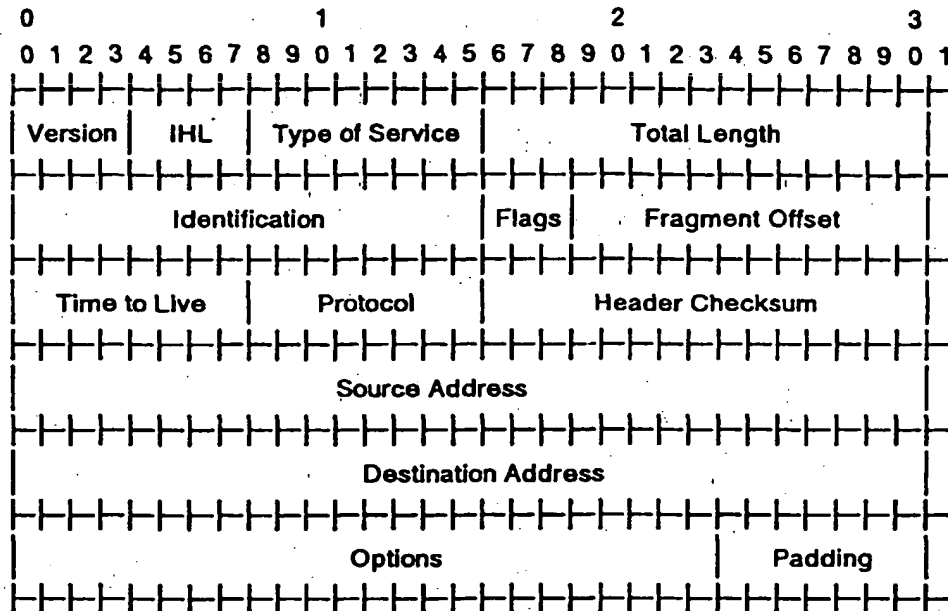 0 1 2 3
0 1 2 3 4 5 6 7 8 9 0 1 2 3 4 5 6 7 8 9 0 1 2 3 4 5 6 7 8 9 0 1
Version IHL Type of Service Total Length
Identification Flags Fragment Offset
Time to Live Protocol Header Checksum
Source Address
Destination Address
Options Padding